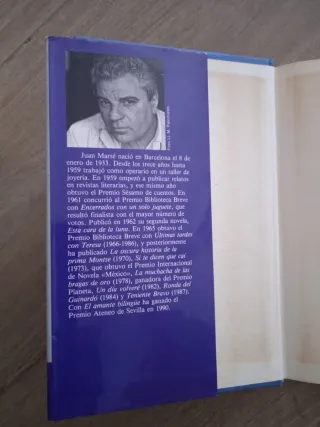 Juan Marsé nació en Barcelona el 8 de
enero de 1933. Desde los trece años hasta
1959 trabajó como operario en un taller de
joyería. En 1959 empezó a publicar relatos
en revistas literarias, y ese mismo año
obtuvo el Premio Sésamo de cuentos. En
1961 concurrió al Premio Biblioteca Breve
con Encerrados con un solo juguete, que
resultó finalista con el mayor número de
votos. Publicó en 1962 su segunda novela,
Esta cara de la luna. En 1965 obtuvo el
Premio Biblioteca Breve con Últimas tardes
con Teresa (1966-1986), y posteriormente
ha publicado La oscura historia de la
prima Montse (1970), Si te dicen que caí
(1973), que obtuvo el Premio Internacional
de Novela «México», La muchacha de las
bragas de oro (1978), ganadora del Premio
Planeta, Un día volveré (1982), Ronda del
Guinardó (1984) y Teniente Bravo (1987).
Con El amante bilingüe ha ganado el
Premio Ateneo de Sevilla en 1990.